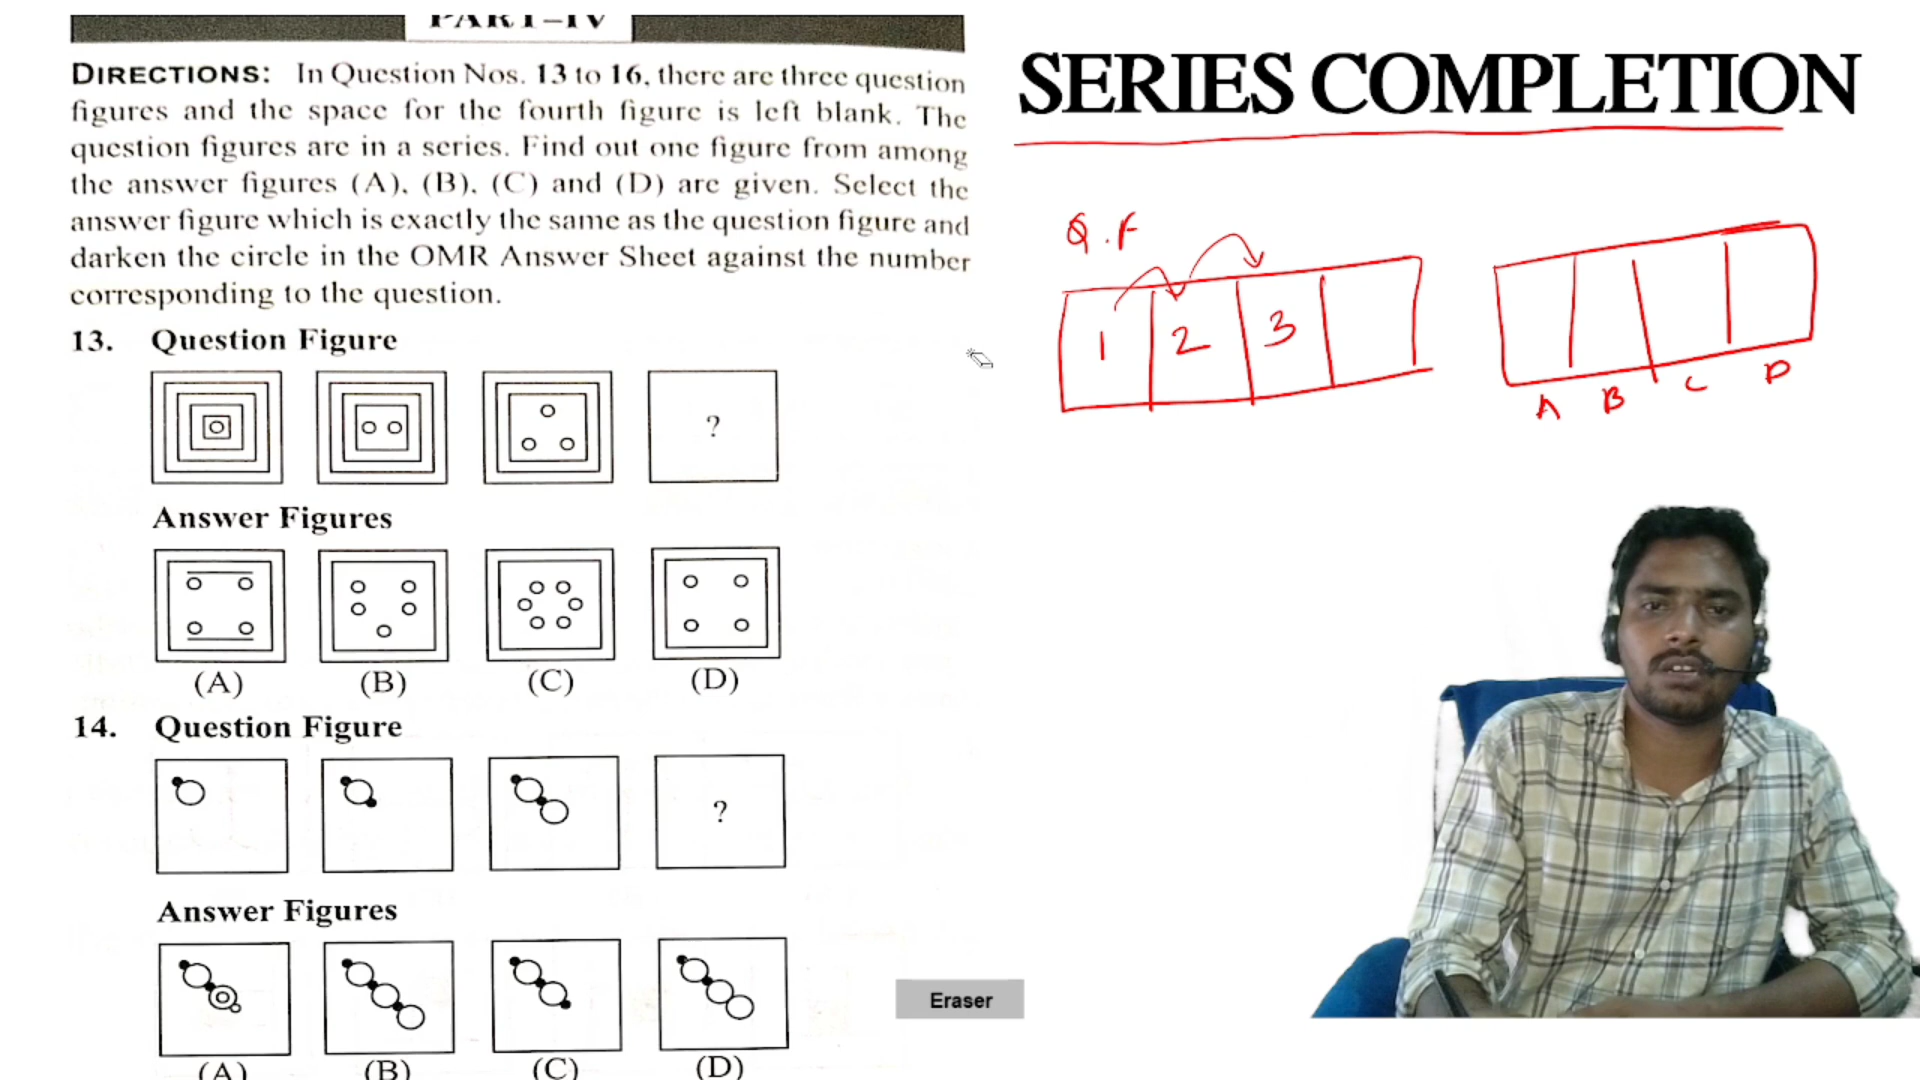 PART–IV
DIRECTIONS: In Question Nos. 13 to 16, there are three question
figures and the space for the fourth figure is left blank. The
question figures are in a series. Find out one figure from among
the answer figures (A), (B), (C) and (D) are given. Select the
answer figure which is exactly the same as the question figure and
darken the circle in the OMR Answer Sheet against the number
corresponding to the question.
13. Question Figure
?
Answer Figures
(A) (B) (C) (D)
14. Question Figure
?
Answer Figures
(A) (B) (C) (D)
SERIES COMPLETION
Q.F
1 2 3
A B C D
Eraser